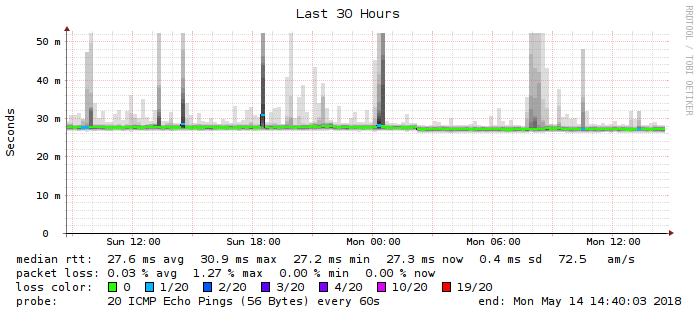 Last 30 Hours
RRDTOOL / TOBI OETIKER
Seconds
50 m
40 m
30 m
20 m
10 m
0
Sun 12:00 Sun 18:00 Mon 00:00 Mon 06:00 Mon 12:00
median rtt: 27.6 ms avg 30.9 ms max 27.2 ms min 27.3 ms now 0.4 ms sd 72.5 am/s
packet loss: 0.03 % avg 1.27 % max 0.00 % min 0.00 % now
loss color: 0 1/20 2/20 3/20 4/20 10/20 19/20
probe: 20 ICMP Echo Pings (56 Bytes) every 60s end: Mon May 14 14:40:03 2018